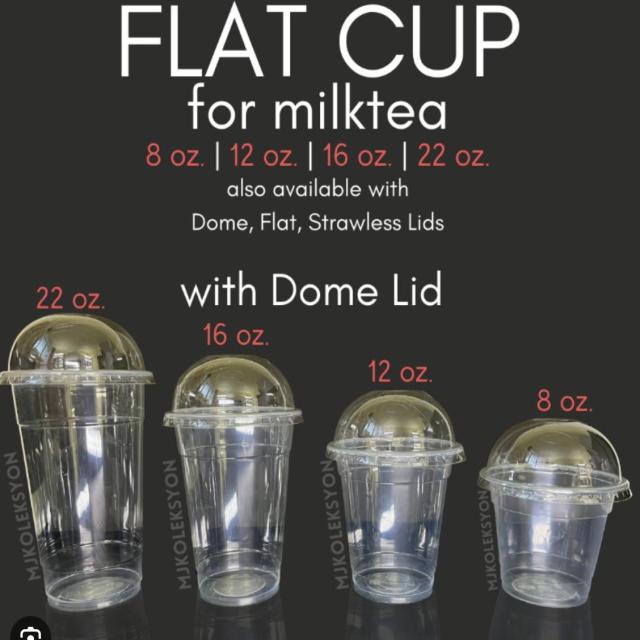 FLAT CUP
for milktea
8 oz. | 12 oz. | 16 oz. | 22 oz.
also available with
Dome, Flat, Strawless Lids
with Dome Lid
22 oz.
16 oz.
12 oz.
8 oz.
MJKOLEKSYON
MJKOLEKSYON
MJKOLEKSYON
MJKOLEKSYON